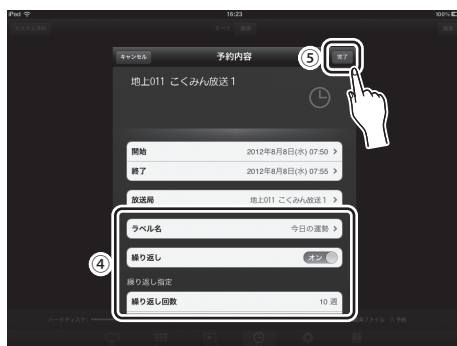 iPad 16:23 100%
キャンセル 予約内容 ⑤ 完了
地上011 こくみん放送1
開始 2012年8月8日(水) 07:50 >
終了 2012年8月8日(水) 07:55 >
放送局 地上011 こくみん放送1 >
ラベル名 今日の運勢 >
④
繰り返し オン
繰り返し指定
繰り返し回数 10 週